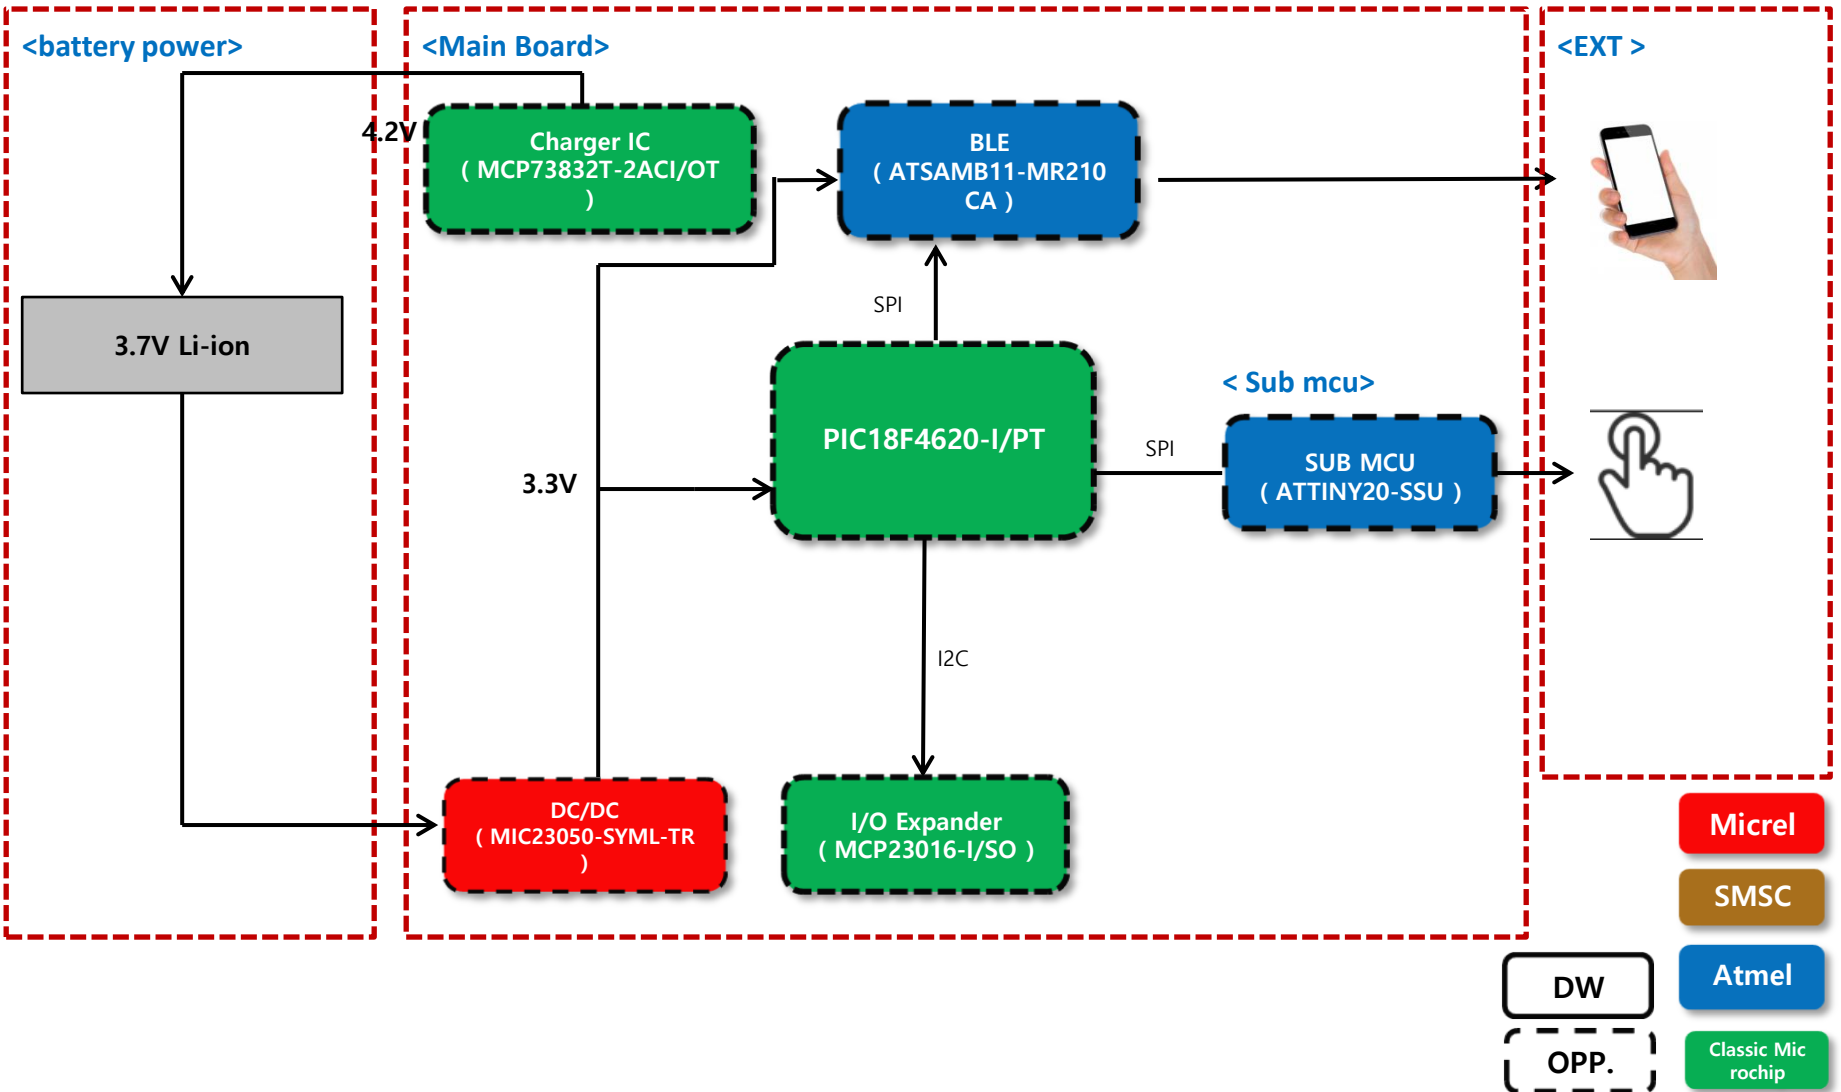 <battery power>
<Main Board>
<EXT >
4.2V
Charger IC
( MCP73832T-2ACI/OT
)
BLE
( ATSAMB11-MR210
CA )
SPI
3.7V Li-ion
< Sub mcu>
PIC18F4620-I/PT
SPI
SUB MCU
( ATTINY20-SSU )
3.3V
I2C
DC/DC
( MIC23050-SYML-TR
)
I/O Expander
( MCP23016-I/SO )
Micrel
SMSC
Atmel
DW
OPP.
Classic Mic
rochip